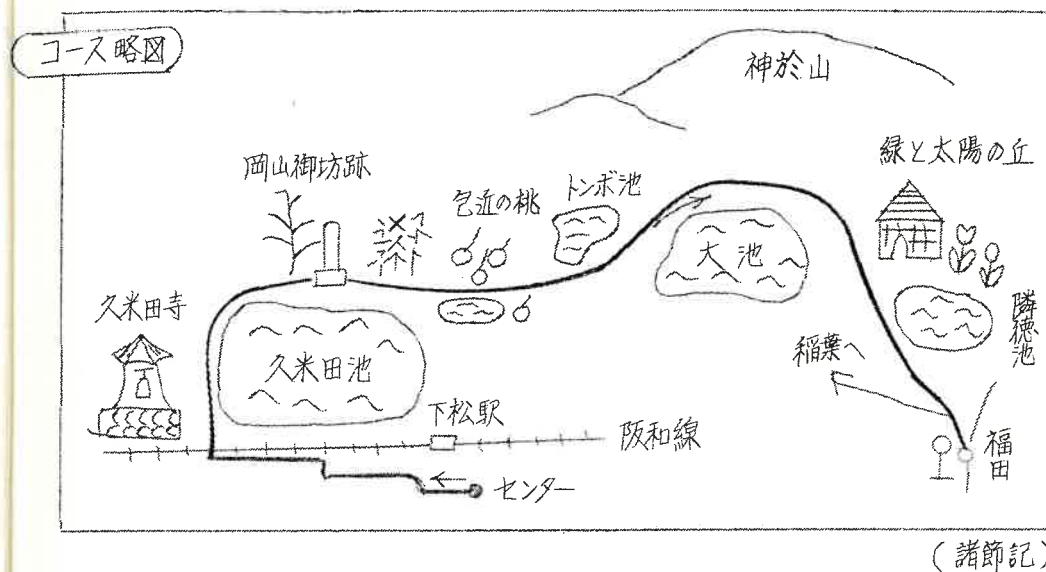 コース略図
神於山
緑と太陽の丘
岡山御坊跡
包近の桃
トンボ池
大池
久米田寺
久米田池
隣徳池
稲葉へ
下松駅
阪和線
福田
センター
(諸節記)